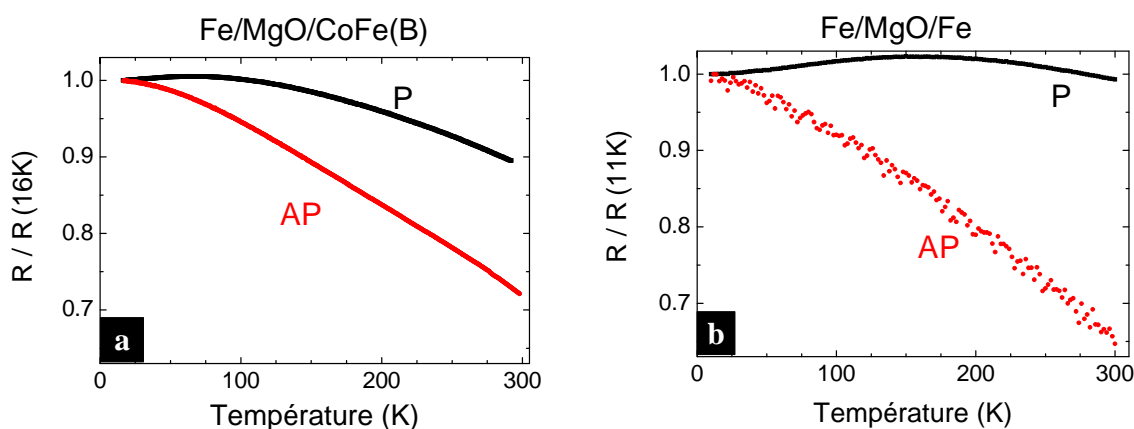 Fe/MgO/CoFe(B)
R / R (16K)
1.0
0.9
0.8
0.7
P
AP
a
0
100
200
300
Température (K)
Fe/MgO/Fe
R / R (11K)
1.0
0.9
0.8
0.7
P
AP
b
0
100
200
300
Température (K)